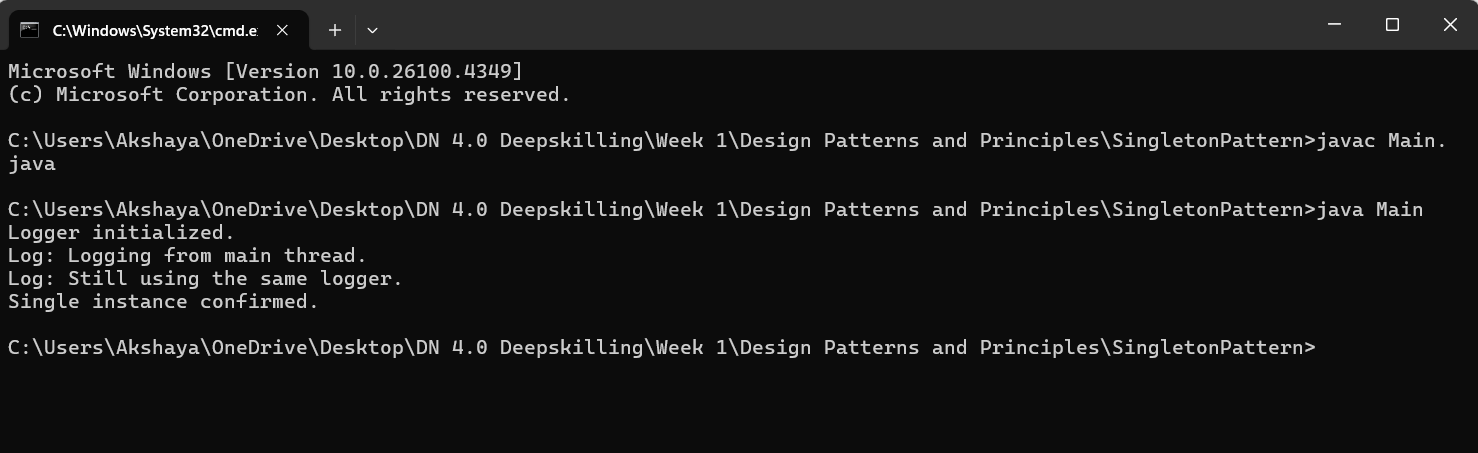 C:\Windows\System32\cmd.e
Microsoft Windows [Version 10.0.26100.4349]
(c) Microsoft Corporation. All rights reserved.
C:\Users\Akshaya\OneDrive\Desktop\DN 4.0 Deepskilling\Week 1\Design Patterns and Principles\SingletonPattern>javac Main.
java
C:\Users\Akshaya\OneDrive\Desktop\DN 4.0 Deepskilling\Week 1\Design Patterns and Principles\SingletonPattern>java Main
Logger initialized.
Log: Logging from main thread.
Log: Still using the same logger.
Single instance confirmed.
C:\Users\Akshaya\OneDrive\Desktop\DN 4.0 Deepskilling\Week 1\Design Patterns and Principles\SingletonPattern>